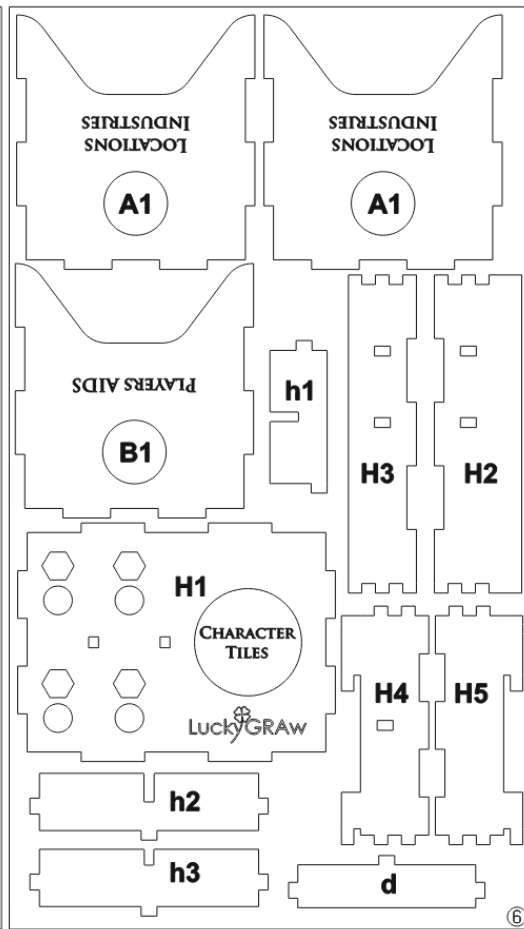 LOCATIONS
INDUSTRIES
A1
LOCATIONS
INDUSTRIES
A1
PLAYERS AIDS
B1
h1
H3
H2
H1
CHARACTER
TILES
LuckyGRAw
H4
H5
h2
h3
d
6